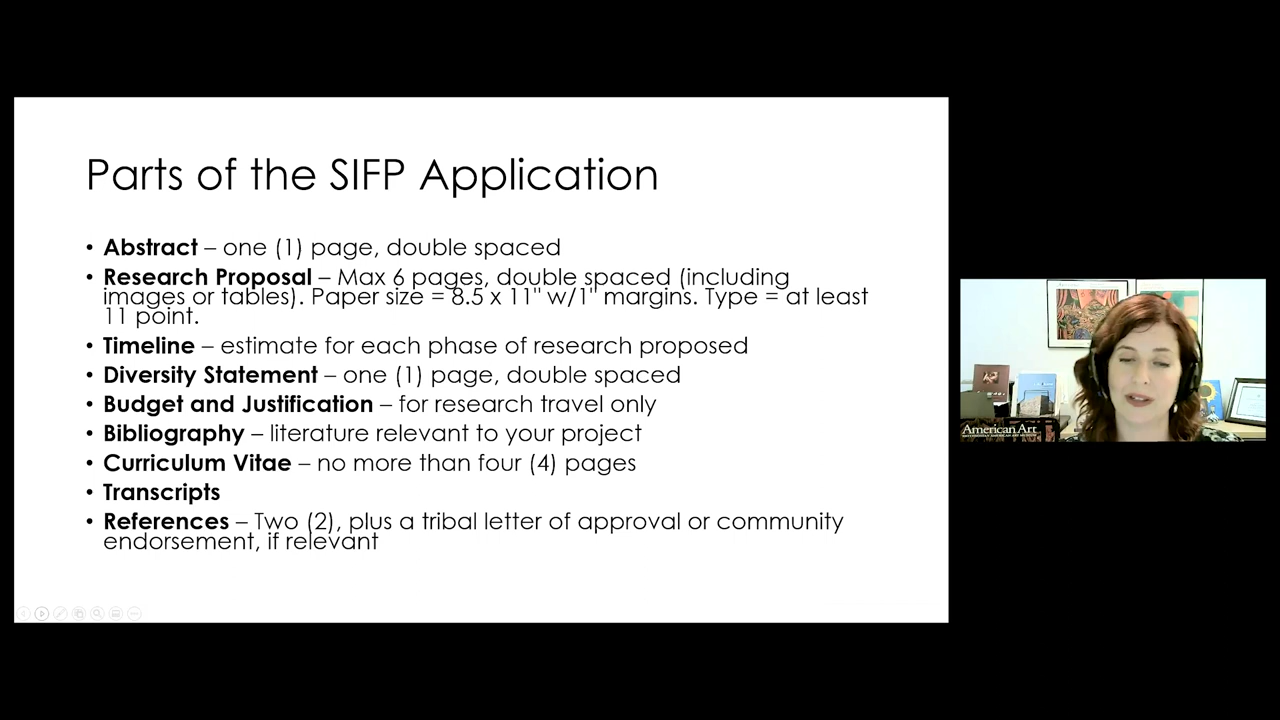 Parts of the SIFP Application
• Abstract – one (1) page, double spaced
• Research Proposal – Max 6 pages, double spaced (including
images or tables). Paper size = 8.5 x 11" w/1" margins. Type = at least
11 point.
• Timeline – estimate for each phase of research proposed
• Diversity Statement – one (1) page, double spaced
• Budget and Justification – for research travel only
• Bibliography – literature relevant to your project
• Curriculum Vitae – no more than four (4) pages
• Transcripts
• References – Two (2), plus a tribal letter of approval or community
endorsement, if relevant
American Art